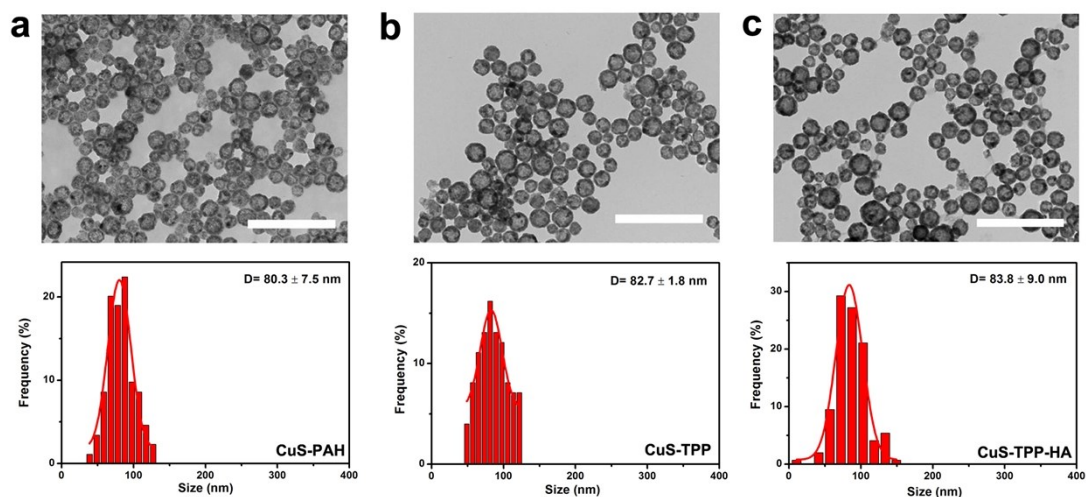 a
b
c
D= 80.3 ± 7.5 nm
CuS-PAH
Frequency (%)
0
10
20
0
100
200
300
400
Size (nm)
D= 82.7 ± 1.8 nm
CuS-TPP
Frequency (%)
0
5
10
15
20
0
100
200
300
400
Size (nm)
D= 83.8 ± 9.0 nm
CuS-TPP-HA
Frequency (%)
0
10
20
30
0
100
200
300
400
Size (nm)